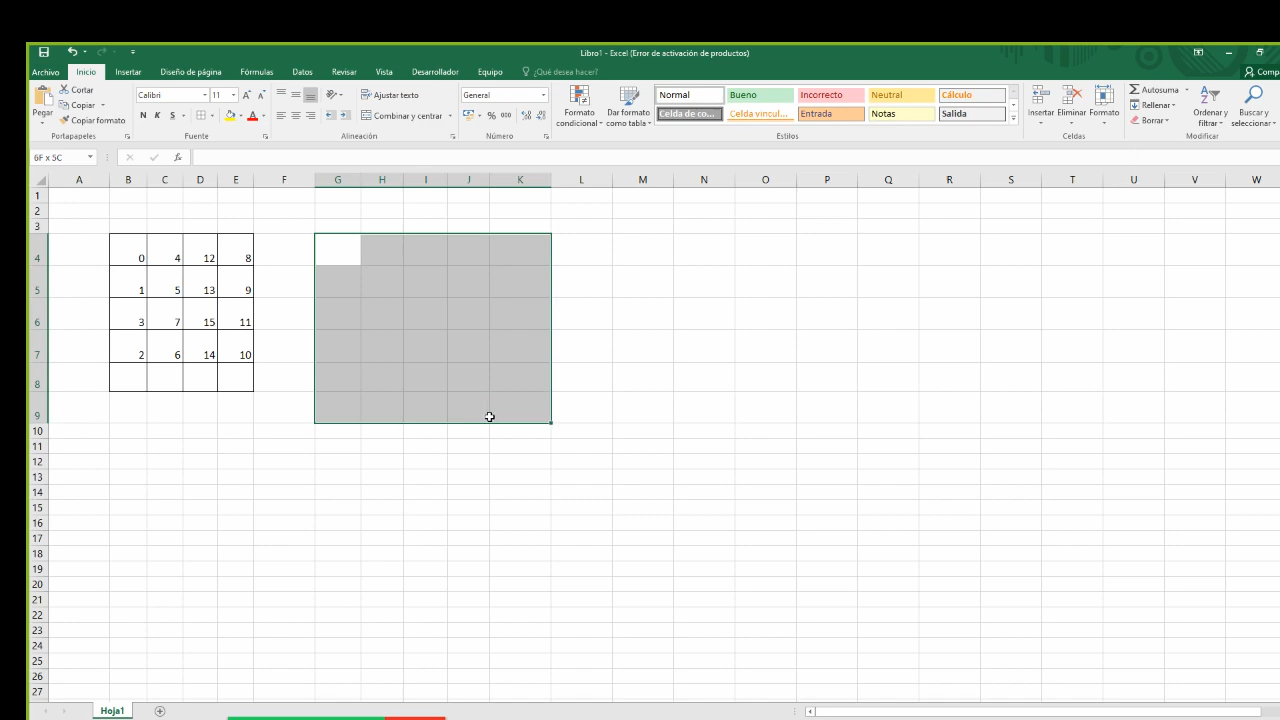 Libro1 - Excel (Error de activación de productos)
Archivo Inicio Insertar Diseño de página Fórmulas Datos Revisar Vista Desarrollador Equipo ¿Qué desea hacer? Comp
Pegar
Cortar
Copiar
Copiar formato
Portapapeles
Calibri 11
N S
Fuente
Ajustar texto
Combinar y centrar
Alineación
General
% 000
Número
Formato condicional
Dar formato como tabla
Normal Bueno Incorrecto Neutral Cálculo
Celda de co... Celda vincul... Entrada Notas Salida
Estilos
Insertar Eliminar Formato
Celdas
Autosuma
Rellenar
Borrar
Ordenar y filtrar
Buscar y seleccionar
Modificar
6F x 5C fx
A B C D E F G H I J K L M N O P Q R S T U V W
1
2
3
4 0 4 12 8
5 1 5 13 9
6 3 7 15 11
7 2 6 14 10
8
9
10
11
12
13
14
15
16
17
18
19
20
21
22
23
24
25
26
27
Hoja1